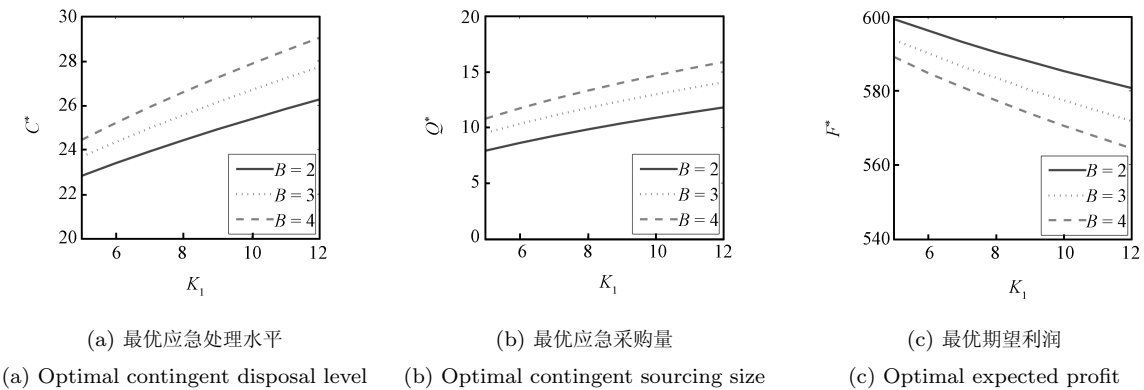 30
28
26
24
22
20
C*
B = 2
B = 3
B = 4
6 8 10 12
K₁
20
15
10
5
0
Q*
B = 2
B = 3
B = 4
6 8 10 12
K₁
600
580
560
540
F*
B = 2
B = 3
B = 4
6 8 10 12
K₁
(a) 最优应急处理水平
(b) 最优应急采购量
(c) 最优期望利润
(a) Optimal contingent disposal level
(b) Optimal contingent sourcing size
(c) Optimal expected profit